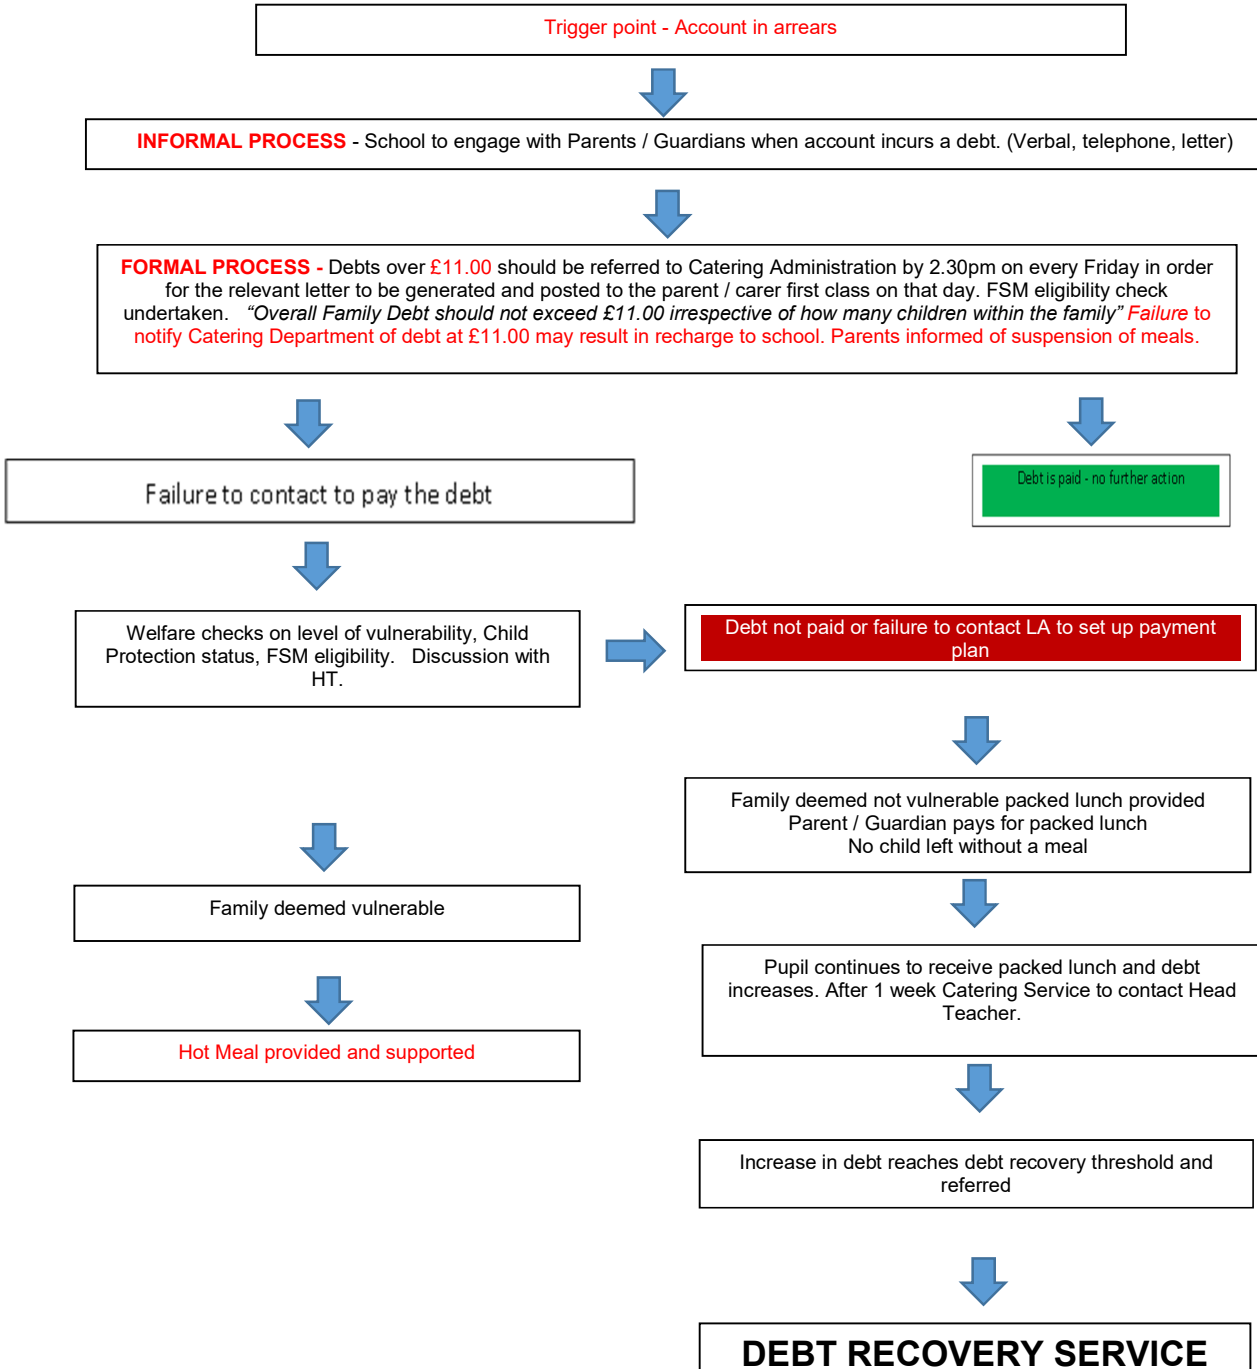 Trigger point - Account in arrears
INFORMAL PROCESS - School to engage with Parents / Guardians when account incurs a debt. (Verbal, telephone, letter)
FORMAL PROCESS - Debts over £11.00 should be referred to Catering Administration by 2.30pm on every Friday in order
for the relevant letter to be generated and posted to the parent / carer first class on that day. FSM eligibility check
undertaken. “Overall Family Debt should not exceed £11.00 irrespective of how many children within the family” Failure to
notify Catering Department of debt at £11.00 may result in recharge to school. Parents informed of suspension of meals.
Failure to contact to pay the debt
Debt is paid - no further action
Welfare checks on level of vulnerability, Child
Protection status, FSM eligibility. Discussion with
HT.
Debt not paid or failure to contact LA to set up payment
plan
Family deemed not vulnerable packed lunch provided
Parent / Guardian pays for packed lunch
No child left without a meal
Family deemed vulnerable
Pupil continues to receive packed lunch and debt
increases. After 1 week Catering Service to contact Head
Teacher.
Hot Meal provided and supported
Increase in debt reaches debt recovery threshold and
referred
DEBT RECOVERY SERVICE